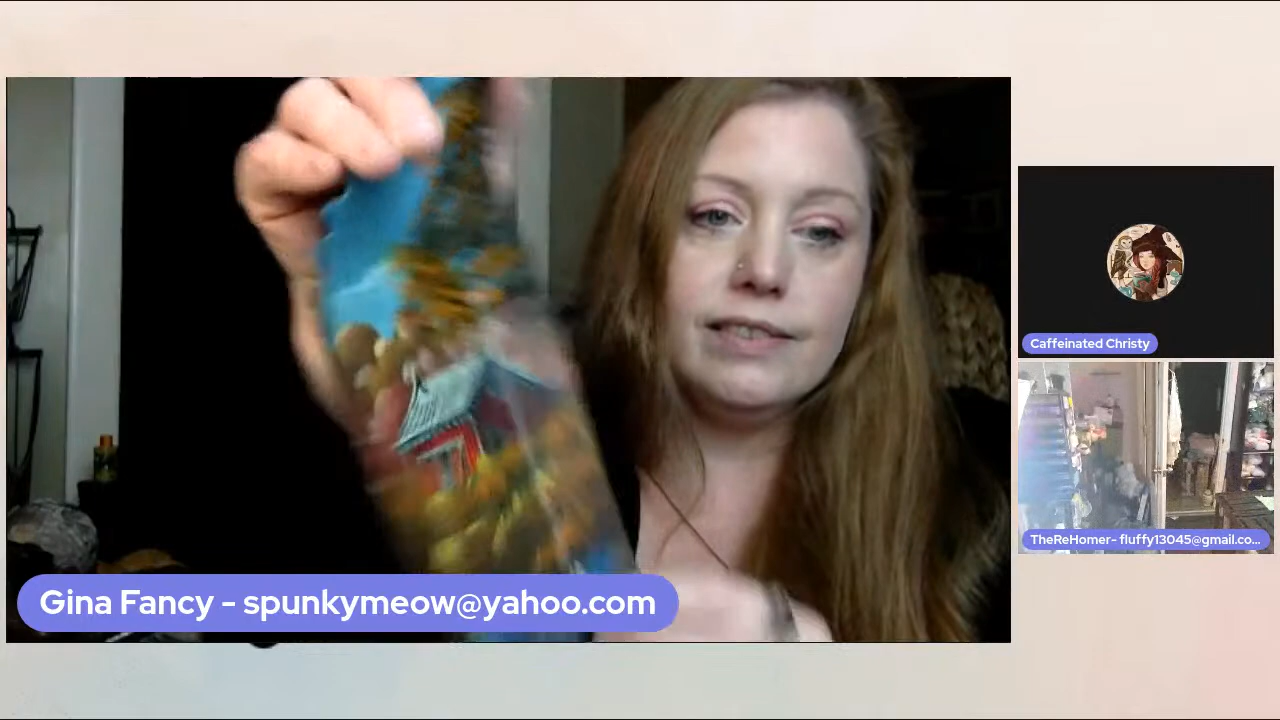 Caffeinated Christy
TheReHomer- fluffy13045@gmail.co...
Gina Fancy - spunkymeow@yahoo.com